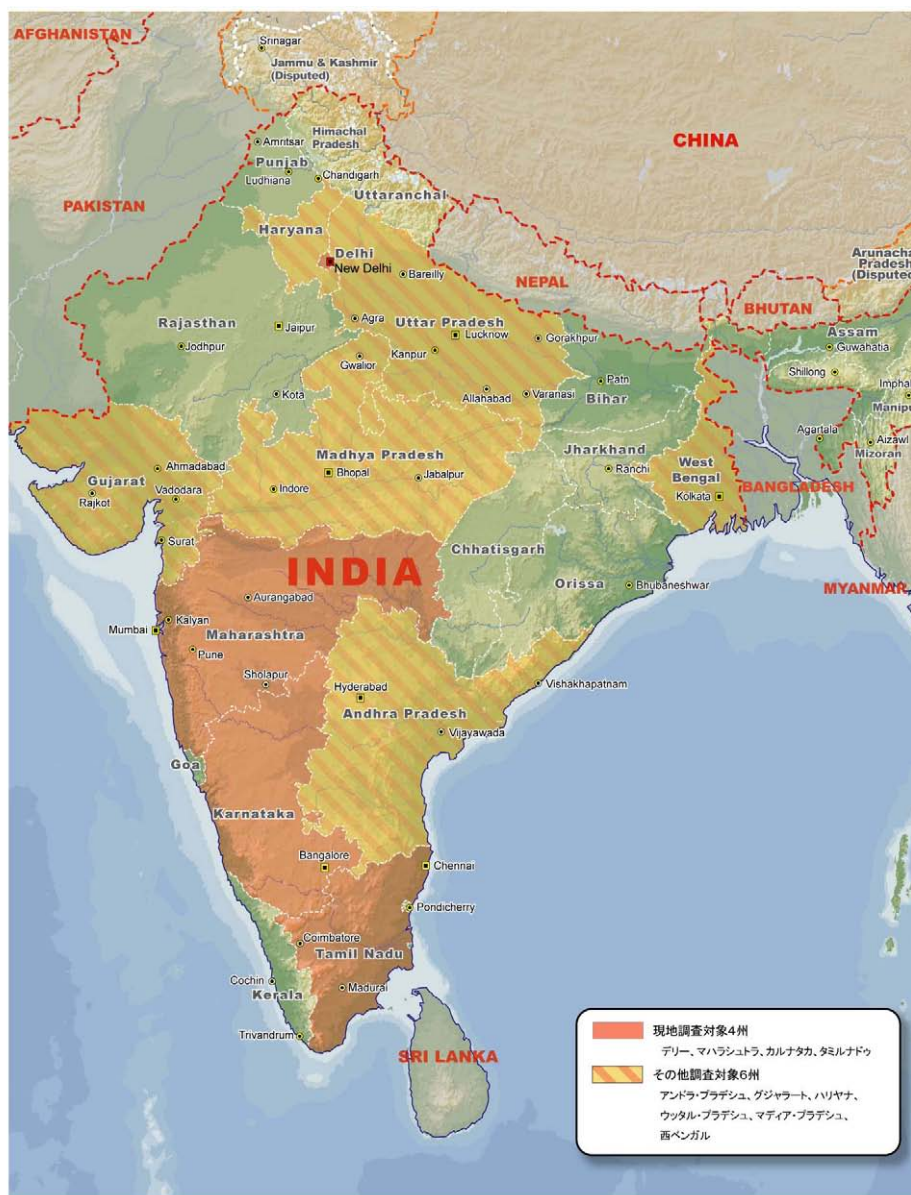 AFGHANISTAN
Srinagar
Jammu & Kashmir
(Disputed)
Himachal
Pradesh
CHINA
Amritsar
Punjab
Ludhiana
Chandigarh
Uttaranchal
PAKISTAN
Haryana
Delhi
New Delhi
Bareilly
NEPAL
Arunacha
Pradesh
(Disputed)
BHUTAN
Rajasthan
Jaipur
Agra
Uttar Pradesh
Lucknow
Gorakhpur
Assam
Guwahatia
Jodhpur
Kanpur
Gwalior
Shillong
Kota
Allahabad
Varanasi
Patn
Bihar
Imphal
Manipu
Agartala
Aizawl
Mizoran
Madhya Pradesh
Jharkhand
Ranchi
Ahmadabad
Gujarat
Bhopal
Jabalpur
West
Bengal
Rajkot
Vadodara
Indore
Kolkata
BANGLADESH
Surat
Chhatisgarh
INDIA
Orissa
Bhubaneshwar
MYANMAR
Aurangabad
Kalyan
Mumbai
Maharashtra
Pune
Sholapur
Hyderabad
Vishakhapatnam
Andhra Pradesh
Vijayawada
Goa
Karnataka
Bangalore
Chennai
Pondicherry
Coimbatore
Tamil Nadu
Cochin
Kerala
Madurai
Trivandrum
SRI LANKA
現地調査対象4州
デリー、マハラシュトラ、カルナタカ、タミルナドゥ
その他調査対象6州
アンドラ・プラデシュ、グジャラート、ハリヤナ、
ウッタル・プラデシュ、マディア・プラデシュ、
西ベンガル